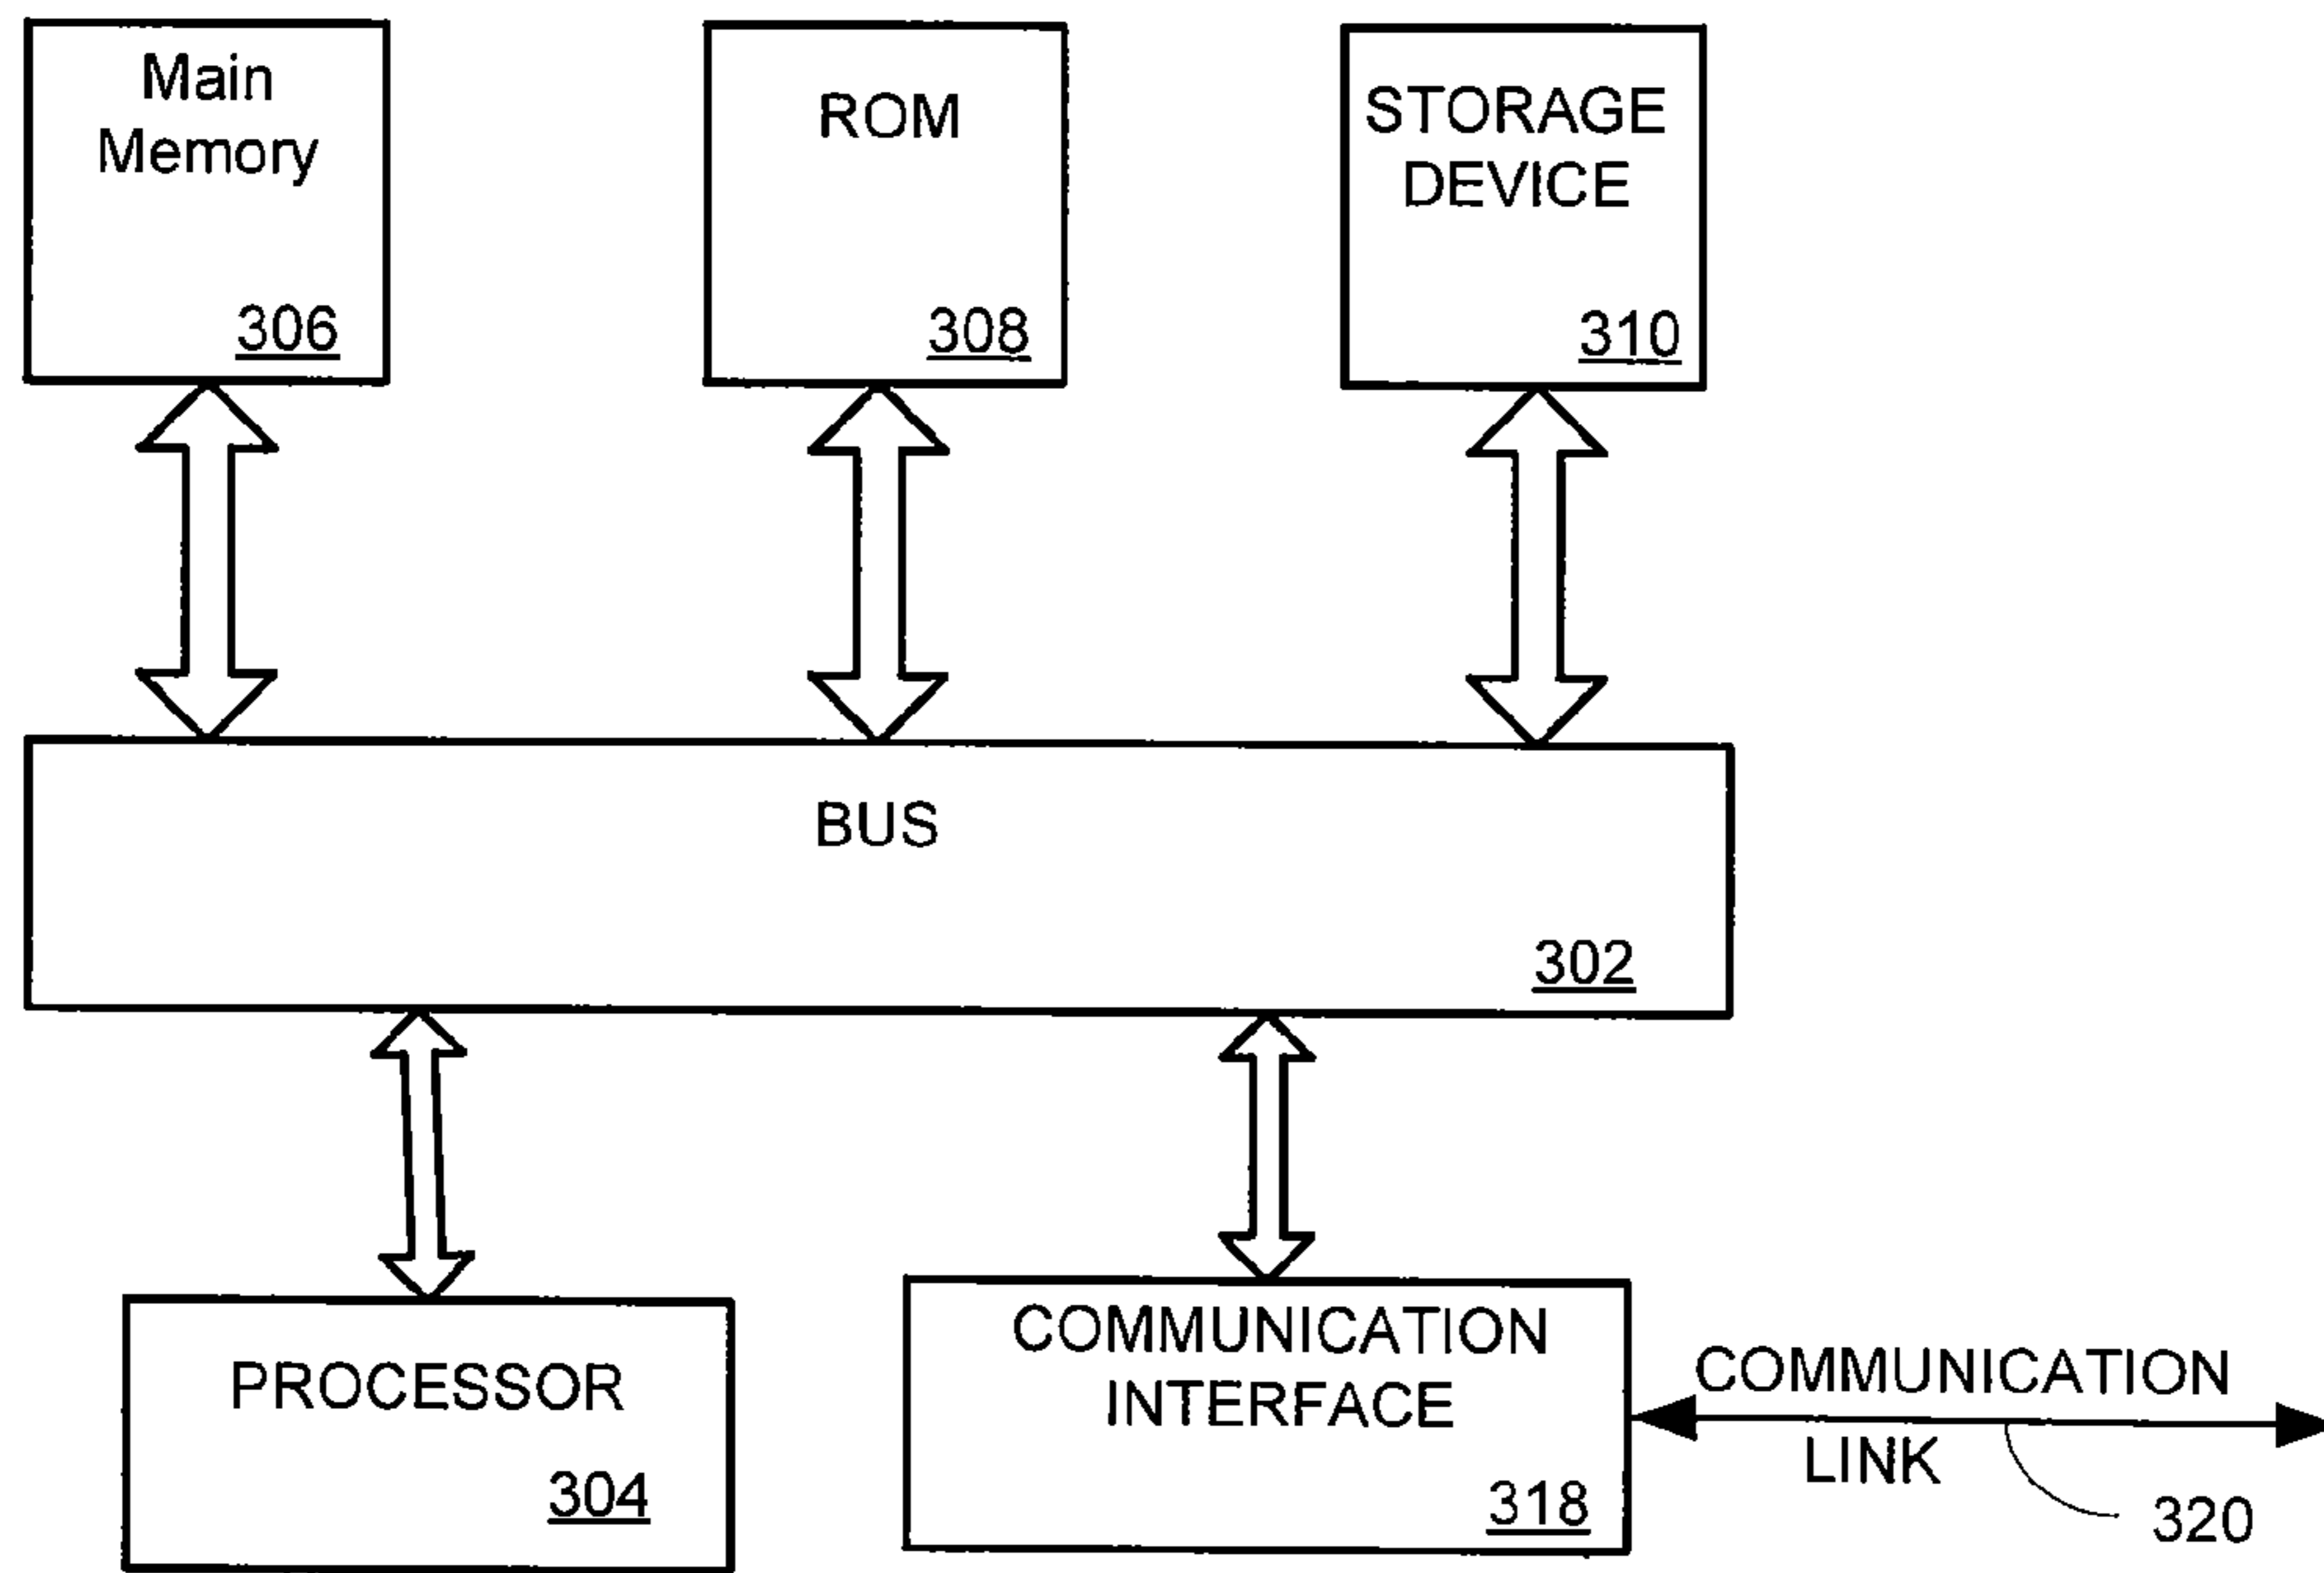 Main
Memory
306
ROM
308
STORAGE
DEVICE
310
BUS
302
PROCESSOR
304
COMMUNICATION
INTERFACE
318
COMMUNICATION
LINK
320